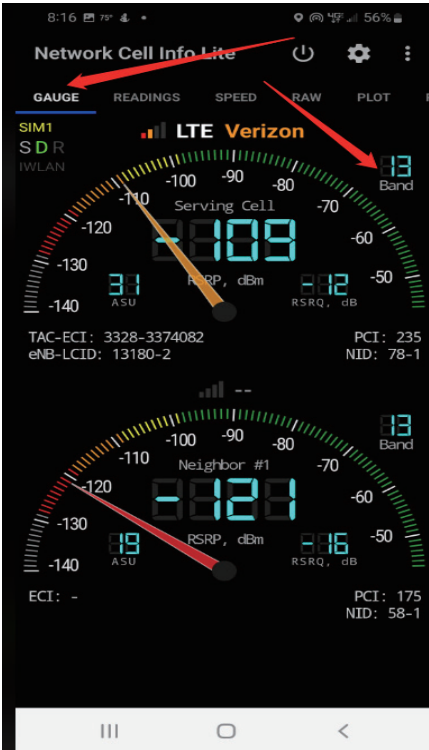 8:16 75° 56%
Network Cell Info Lite
GAUGE READINGS SPEED RAW PLOT
SIM1
S D R
IWLAN
LTE Verizon
13
Band
-140 -130 -120 -110 -100 -90 -80 -70 -60 -50
Serving Cell
-109
RSRP, dBm
31
ASU
-12
RSRQ, dB
TAC-ECI: 3328-3374082 PCI: 235
eNB-LCID: 13180-2 NID: 78-1
--
13
Band
-140 -130 -120 -110 -100 -90 -80 -70 -60 -50
Neighbor #1
-121
RSRP, dBm
19
ASU
-16
RSRQ, dB
ECI: - PCI: 175
NID: 58-1